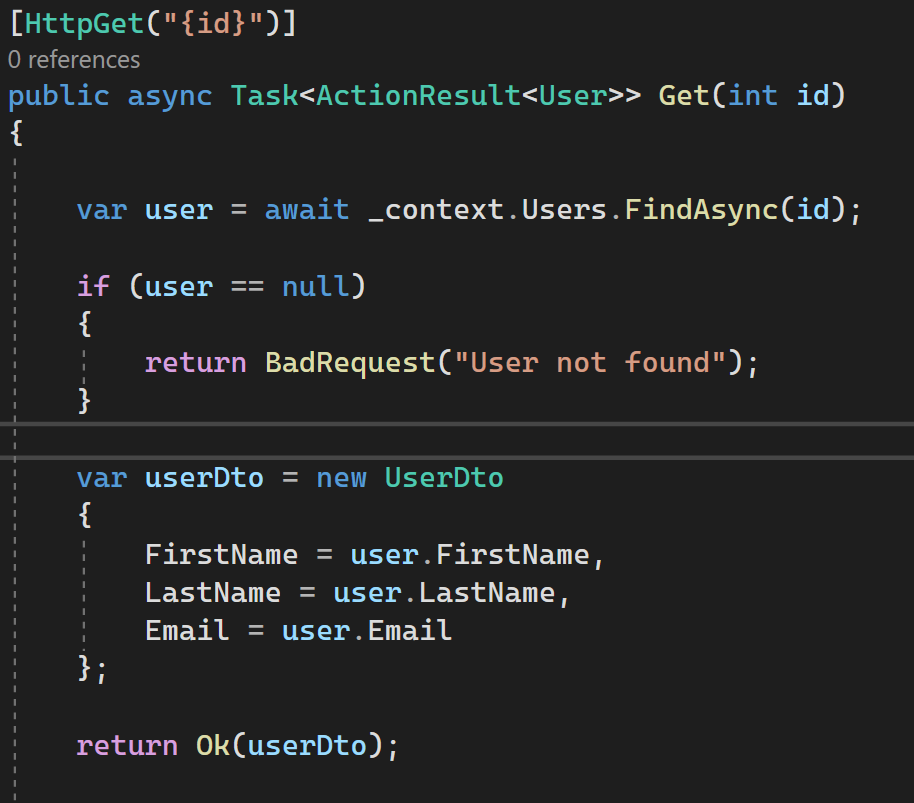 [HttpGet("{id}")]
0 references
public async Task<ActionResult<User>> Get(int id)
{
var user = await _context.Users.FindAsync(id);
if (user == null)
{
return BadRequest("User not found");
}
var userDto = new UserDto
{
FirstName = user.FirstName,
LastName = user.LastName,
Email = user.Email
};
return Ok(userDto);